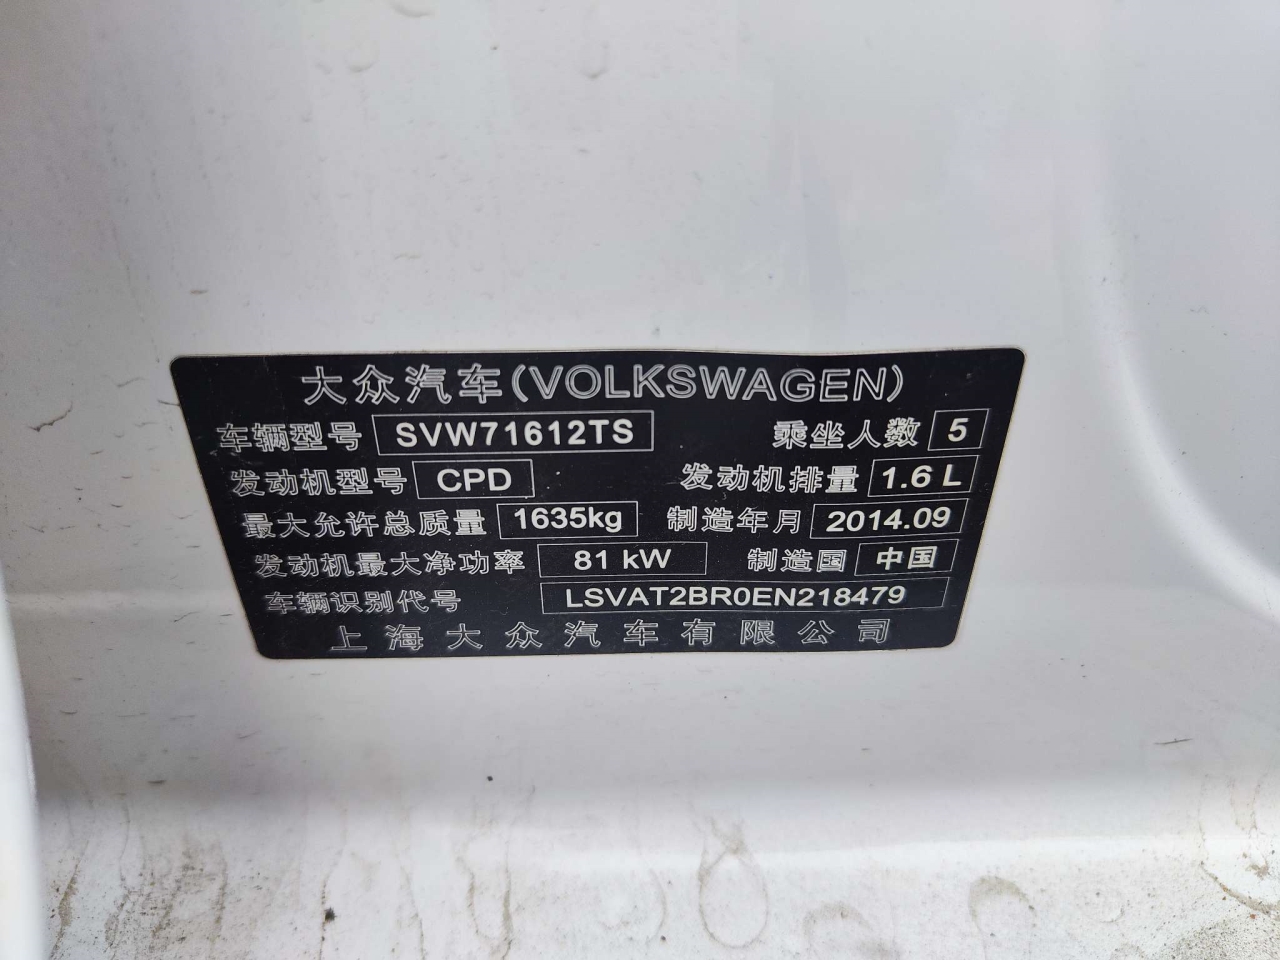 大众汽车(VOLKSWAGEN)
车辆型号 SVW71612TS 乘坐人数 5
发动机型号 CPD 发动机排量 1.6 L
最大允许总质量 1635kg 制造年月 2014.09
发动机最大净功率 81 kW 制造国 中国
车辆识别代号 LSVAT2BR0EN218479
上海大众汽车有限公司